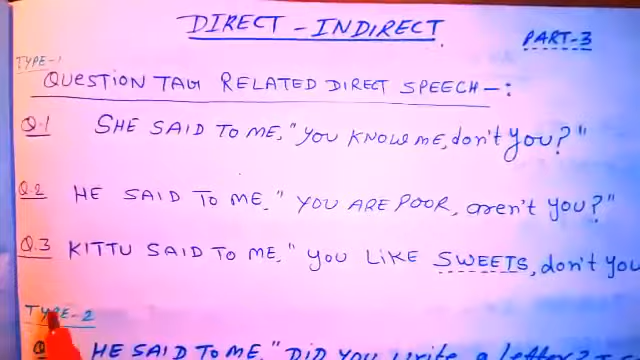 DIRECT - INDIRECT
PART-3
TYPE-1
QUESTION TAG RELATED DIRECT SPEECH-:
Q.1 SHE SAID TO ME, "YOU KNOW ME, don't you?"
Q.2 HE SAID TO ME, "YOU ARE POOR, aren't you?"
Q.3 KITTU SAID TO ME, "YOU LIKE SWEETS, don't you
TYPE-2
Q HE SAID TO ME, "DID YOU write a letter?